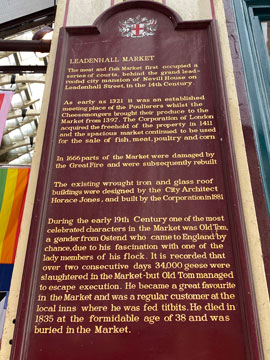 LEADENHALL MARKET
The meat and fish Market first occupied a
series of courts, behind the grand lead
roofed city mansion of Nevill House on
Leadenhall Street, in the 14th Century.
As early as 1321 it was an established
meeting place of the Poulterers whilst the
Cheesemongers brought their produce to the
Market from 1397. The Corporation of London
acquired the freehold of the property in 1411
and the spacious market continued to be used
for the sale of fish, meat, poultry and corn
In 1666 parts of the Market were damaged by
the Great Fire and were subsequently rebuilt
The existing wrought iron and glass roof
buildings were designed by the City Architect
Horace Jones, and built by the Corporation in 1881
During the early 19th Century one of the most
celebrated characters in the Market was Old Tom,
a gander from Ostend who came to England by
chance, due to his fascination with one of the
lady members of his flock. It is recorded that
over two consecutive days 34,000 geese were
slaughtered in the Market-but Old Tom managed
to escape execution. He became a great favourite
in the Market and was a regular customer at the
local inns where he was fed titbits. He died in
1835 at the formidable age of 38 and was
buried in the Market.